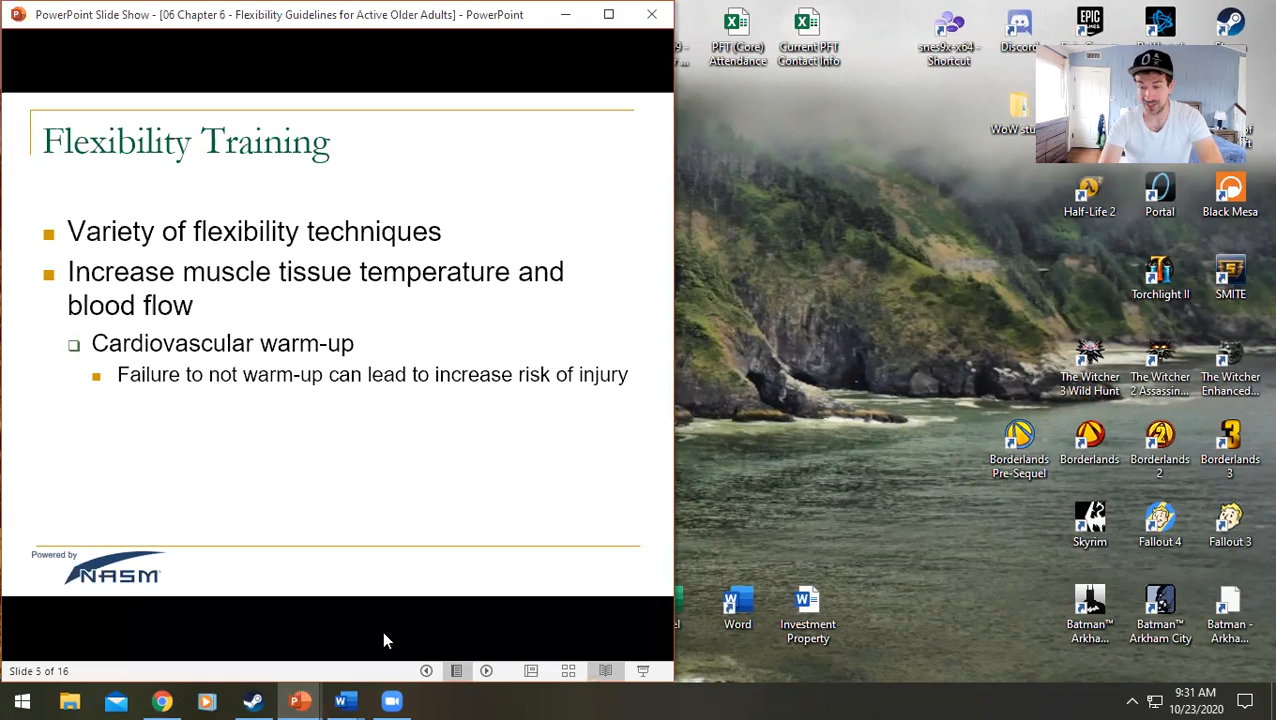 PowerPoint Slide Show - [06 Chapter 6 - Flexibility Guidelines for Active Older Adults] - PowerPoint
Flexibility Training
Variety of flexibility techniques
Increase muscle tissue temperature and
blood flow
Cardiovascular warm-up
Failure to not warm-up can lead to increase risk of injury
Powered by
NASM
Slide 5 of 16
PFT (Core)
Attendance
Current PFT
Contact Info
snes9x-x64 -
Shortcut
Discord
EPIC
GAMES
WoW stu
Half-Life 2
Portal
Black Mesa
Torchlight II
SMITE
The Witcher
3 Wild Hunt
The Witcher
2 Assassin...
The Witcher
Enhanced...
Borderlands
Pre-Sequel
Borderlands
Borderlands
2
Borderlands
3
Skyrim
Fallout 4
Fallout 3
Word
Investment
Property
Batman™
Arkha...
Batman™
Arkham City
Batman -
Arkha...
9:31 AM
10/23/2020